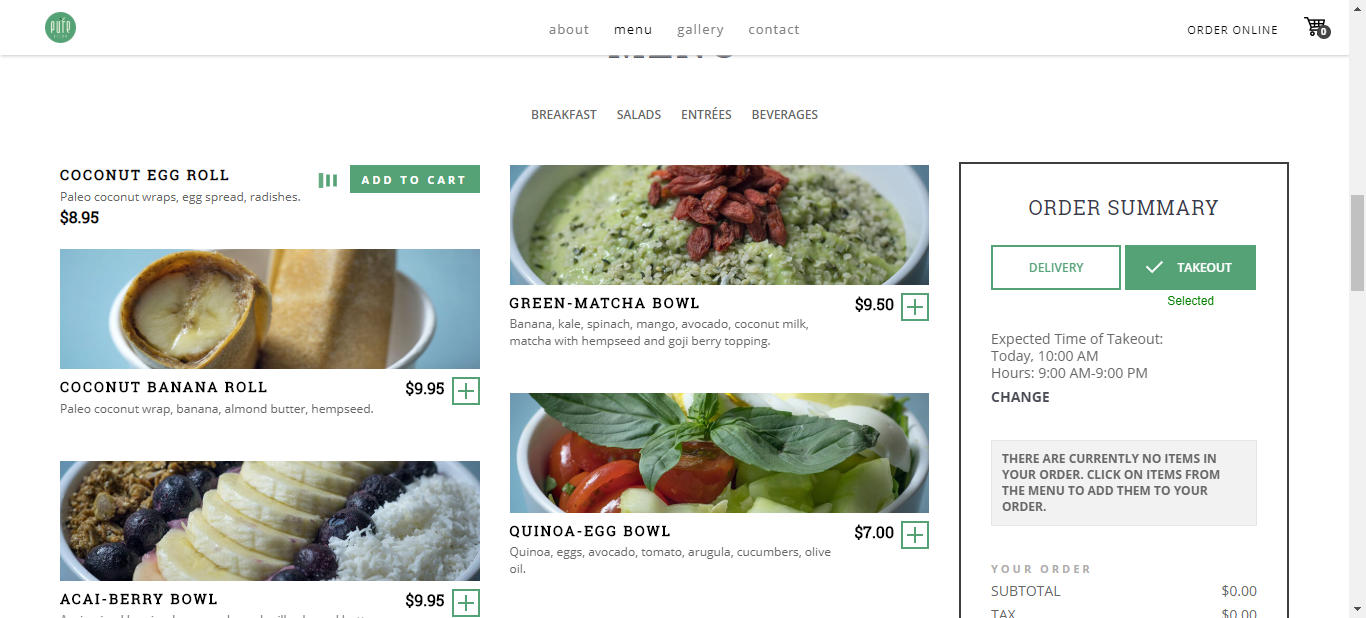 pure
about
menu
gallery
contact
ORDER ONLINE
0
MENU
BREAKFAST
SALADS
ENTRÉES
BEVERAGES
COCONUT EGG ROLL
ADD TO CART
Paleo coconut wraps, egg spread, radishes.
$8.95
COCONUT BANANA ROLL
$9.95
Paleo coconut wrap, banana, almond butter, hempseed.
ACAI-BERRY BOWL
$9.95
GREEN-MATCHA BOWL
$9.50
Banana, kale, spinach, mango, avocado, coconut milk,
matcha with hempseed and goji berry topping.
QUINOA-EGG BOWL
$7.00
Quinoa, eggs, avocado, tomato, arugula, cucumbers, olive
oil.
ORDER SUMMARY
DELIVERY
TAKEOUT
Selected
Expected Time of Takeout:
Today, 10:00 AM
Hours: 9:00 AM-9:00 PM
CHANGE
THERE ARE CURRENTLY NO ITEMS IN
YOUR ORDER. CLICK ON ITEMS FROM
THE MENU TO ADD THEM TO YOUR
ORDER.
YOUR ORDER
SUBTOTAL
$0.00
TAX
$0.00